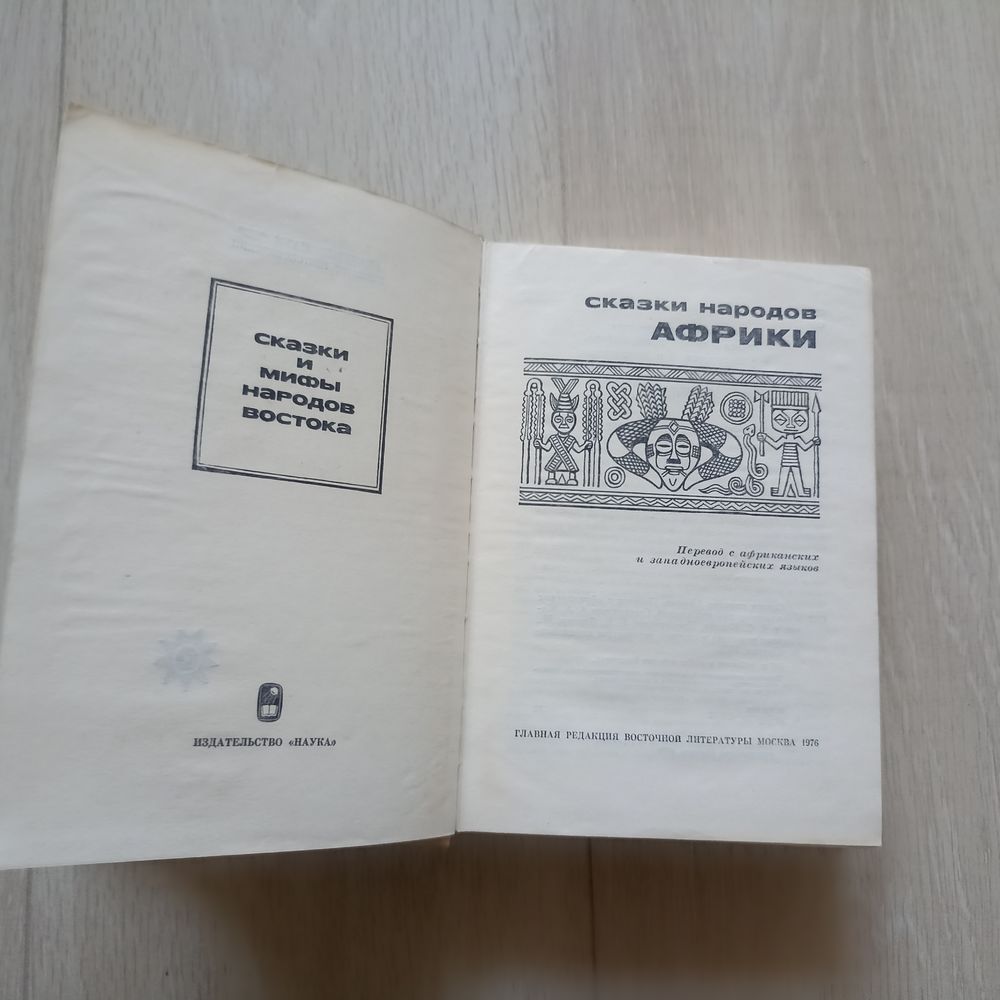 сказки
и
мифы
народов
востока
ИЗДАТЕЛЬСТВО «НАУКА»
сказки народов
АФРИКИ
Перевод с африканских
и западноевропейских языков
ГЛАВНАЯ РЕДАКЦИЯ ВОСТОЧНОЙ ЛИТЕРАТУРЫ МОСКВА 1976